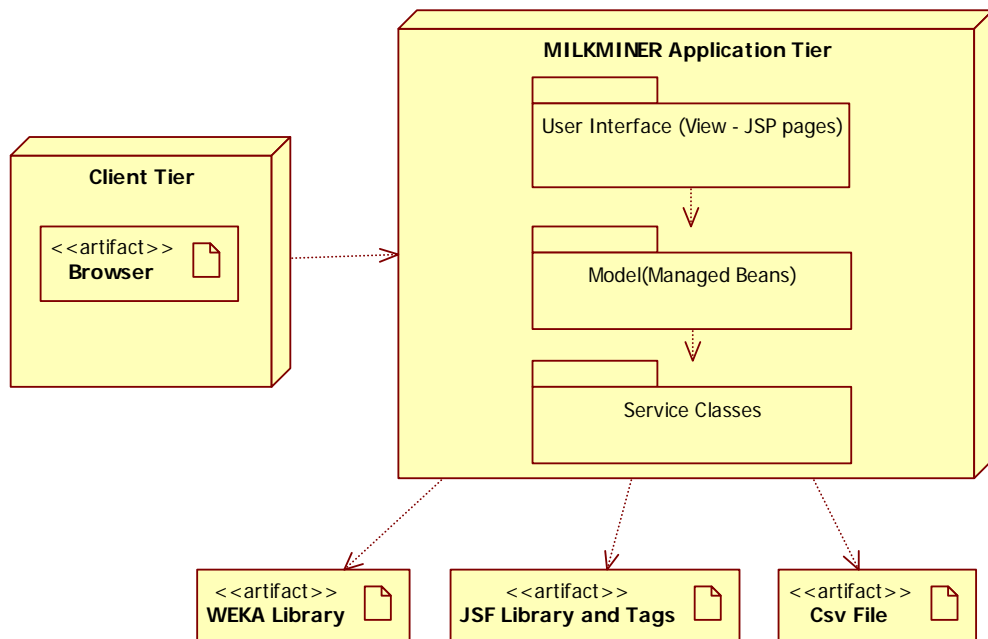 MILKMINER Application Tier
User Interface (View - JSP pages)
Client Tier
<<artifact>>
Browser
Model(Managed Beans)
Service Classes
<<artifact>>
WEKA Library
<<artifact>>
JSF Library and Tags
<<artifact>>
Csv File